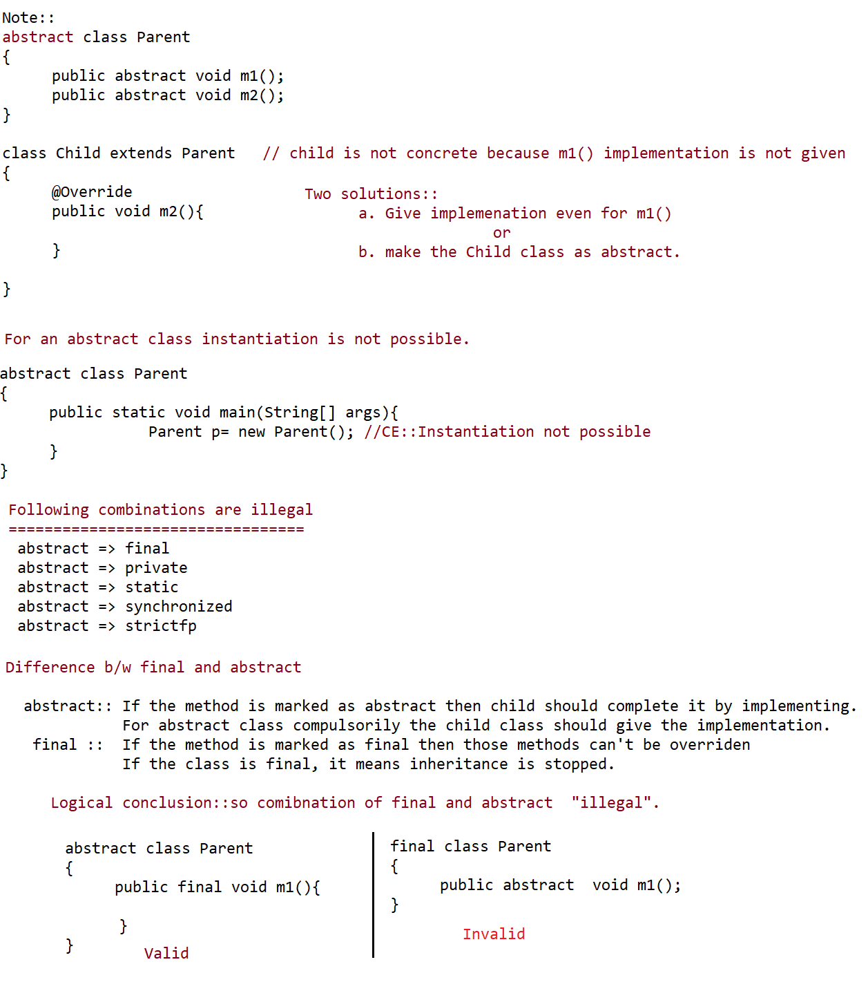 Note::
abstract class Parent
{
public abstract void m1();
public abstract void m2();
}
class Child extends Parent // child is not concrete because m1() implementation is not given
{
@Override
public void m2(){
}
}
Two solutions::
a. Give implemenation even for m1()
or
b. make the Child class as abstract.
For an abstract class instantiation is not possible.
abstract class Parent
{
public static void main(String[] args){
Parent p= new Parent(); //CE::Instantiation not possible
}
}
Following combinations are illegal
=================================
abstract => final
abstract => private
abstract => static
abstract => synchronized
abstract => strictfp
Difference b/w final and abstract
abstract:: If the method is marked as abstract then child should complete it by implementing.
For abstract class compulsorily the child class should give the implementation.
final :: If the method is marked as final then those methods can't be overriden
If the class is final, it means inheritance is stopped.
Logical conclusion::so comibnation of final and abstract "illegal".
abstract class Parent
{
public final void m1(){
}
}
Valid
final class Parent
{
public abstract void m1();
}
Invalid